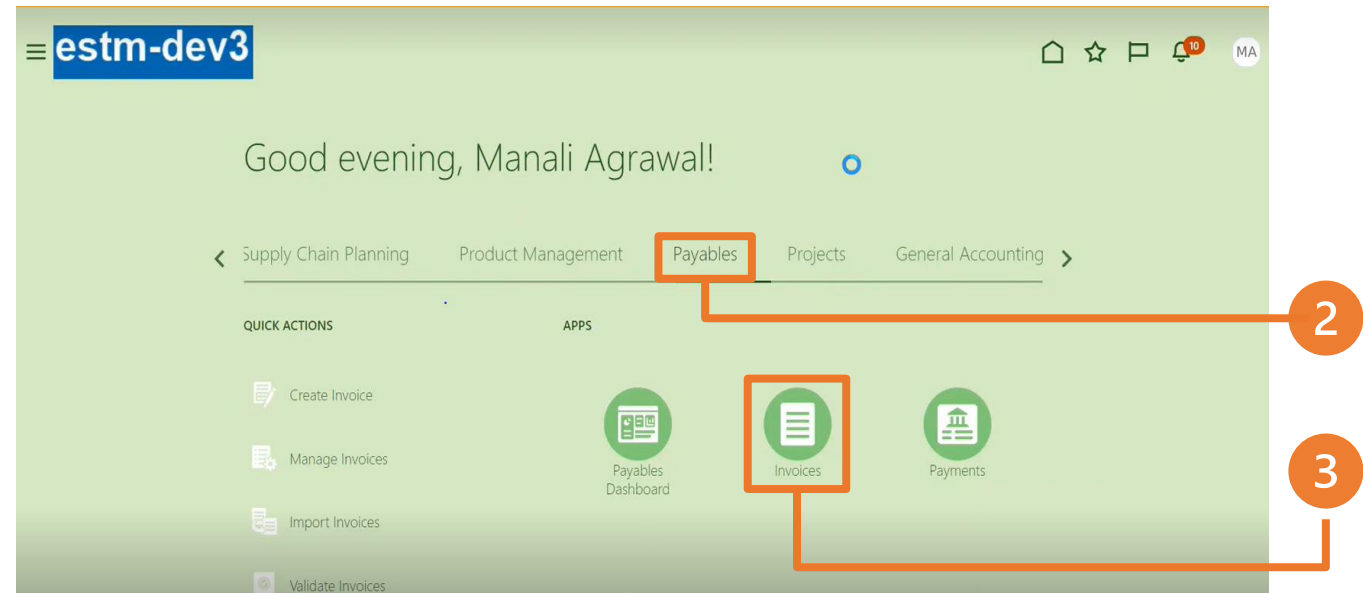 estm-dev3
10
MA
Good evening, Manali Agrawal!
Supply Chain Planning Product Management Payables Projects General Accounting
2
QUICK ACTIONS APPS
Create Invoice
Manage Invoices
Import Invoices
Validate Invoices
Payables
Dashboard
Invoices
Payments
3